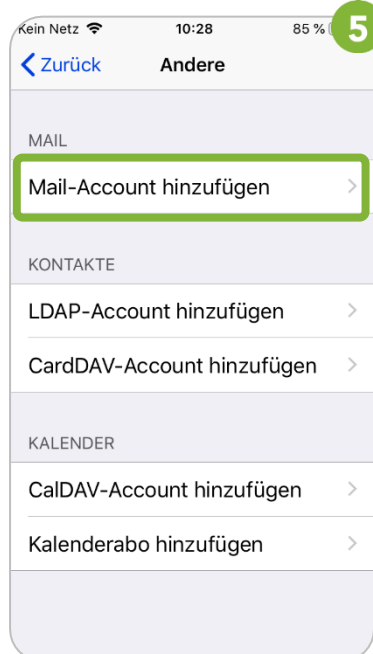 Kein Netz 10:28 85 % 5
Zurück Andere
MAIL
Mail-Account hinzufügen
KONTAKTE
LDAP-Account hinzufügen
CardDAV-Account hinzufügen
KALENDER
CalDAV-Account hinzufügen
Kalenderabo hinzufügen